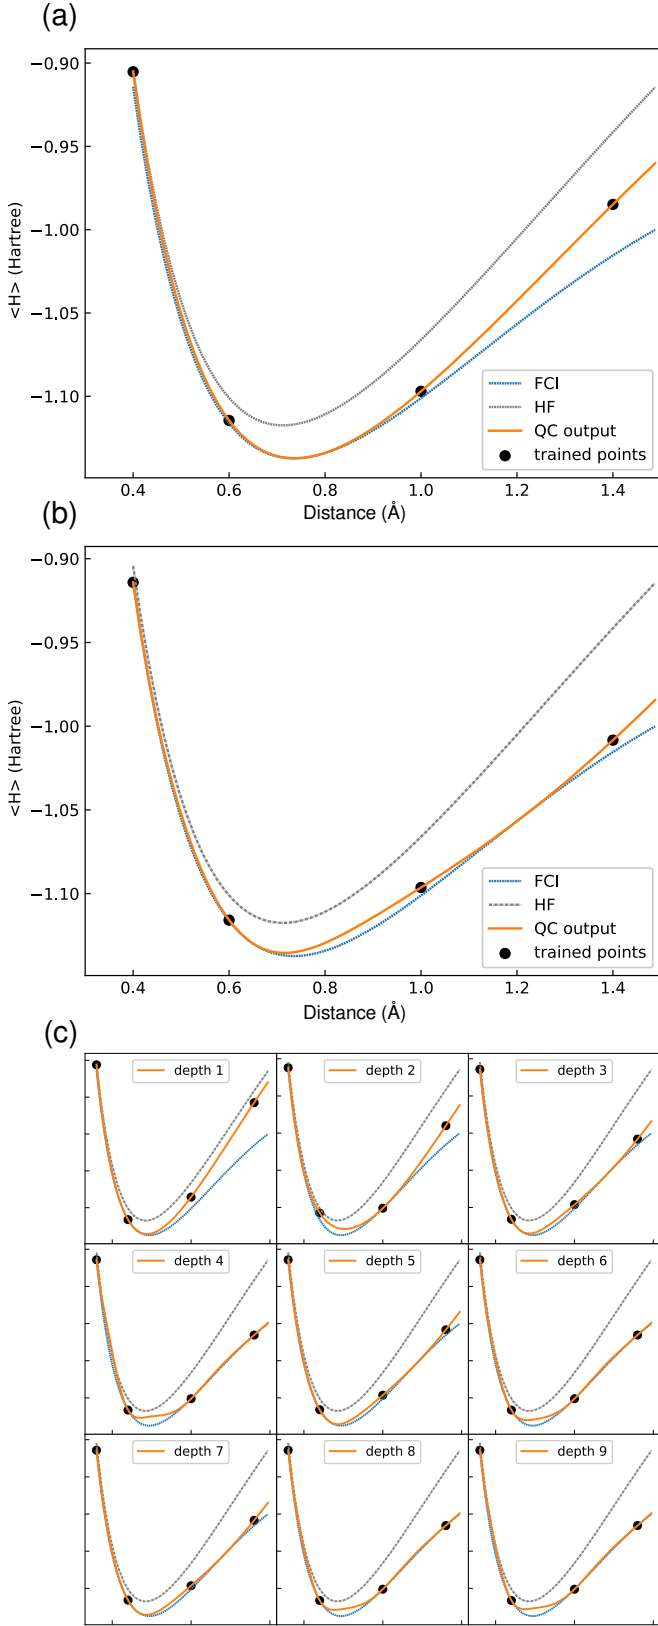 (a)
−0.90
−0.95
−1.00
−1.05
−1.10
<H> (Hartree)
FCI
HF
QC output
trained points
0.4 0.6 0.8 1.0 1.2 1.4
Distance (Å)
(b)
−0.90
−0.95
−1.00
−1.05
−1.10
<H> (Hartree)
FCI
HF
QC output
trained points
0.4 0.6 0.8 1.0 1.2 1.4
Distance (Å)
(c)
depth 1 depth 2 depth 3
depth 4 depth 5 depth 6
depth 7 depth 8 depth 9